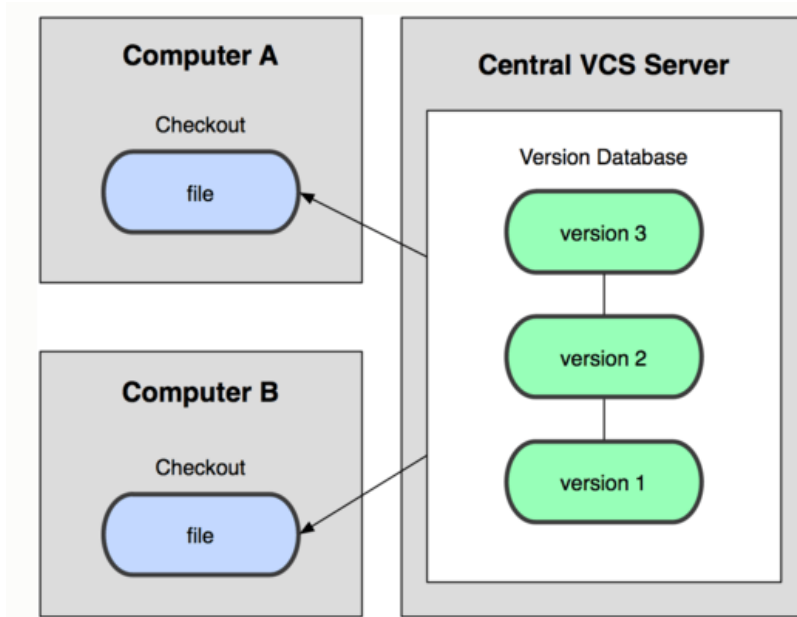 Computer A
Checkout
file
Computer B
Checkout
file
Central VCS Server
Version Database
version 3
version 2
version 1